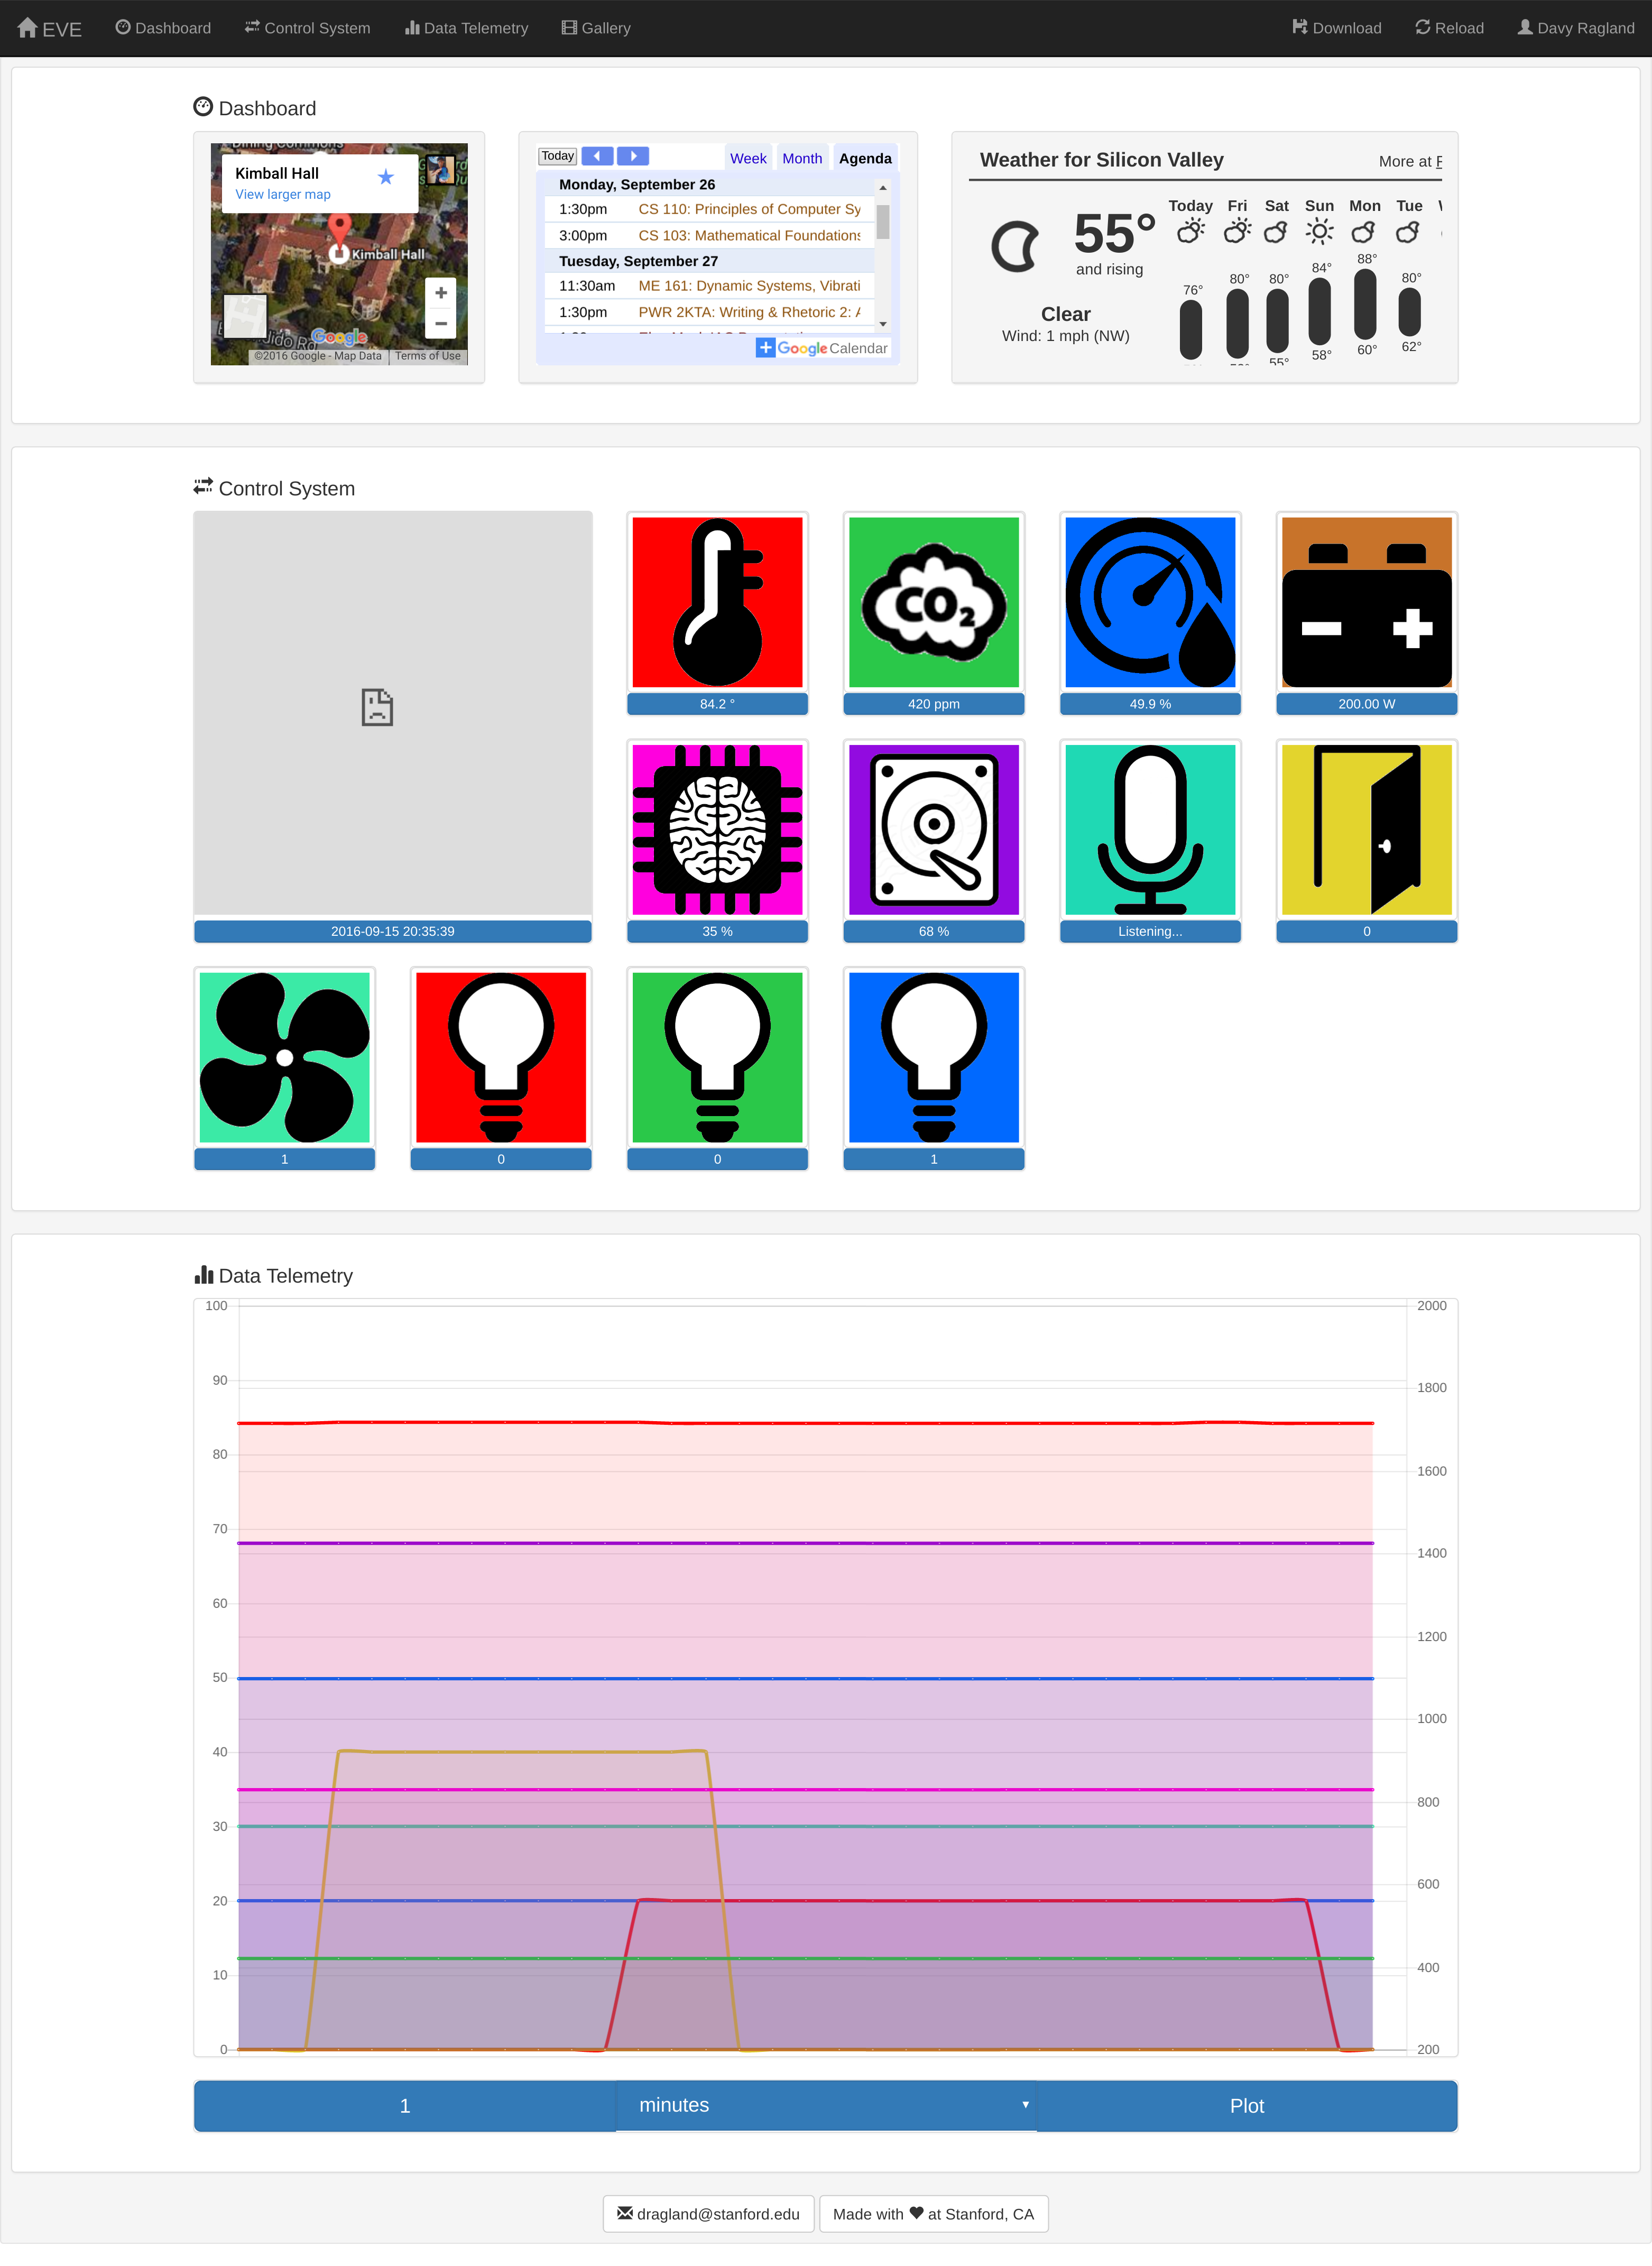 EVE Dashboard Control System Data Telemetry Gallery Download Reload Davy Ragland
Dashboard
Kimball Hall
View larger map
Kimball Hall
Google
©2016 Google - Map Data Terms of Use
Today Week Month Agenda
Monday, September 26
1:30pm CS 110: Principles of Computer Sy
3:00pm CS 103: Mathematical Foundations
Tuesday, September 27
11:30am ME 161: Dynamic Systems, Vibrati
1:30pm PWR 2KTA: Writing & Rhetoric 2:
Google Calendar
Weather for Silicon Valley More at F
55°
and rising
Clear
Wind: 1 mph (NW)
Today Fri Sat Sun Mon Tue
76° 80° 80° 84° 88° 80°
55° 58° 60° 62°
Control System
CO2
84.2 ° 420 ppm 49.9 % 200.00 W
2016-09-15 20:35:39 35 % 68 % Listening... 0
1 0 0 1
Data Telemetry
100 2000
90 1800
80 1600
70 1400
60 1200
50 1000
40 800
30 600
20 400
10 200
0
1 minutes Plot
dragland@stanford.edu Made with at Stanford, CA